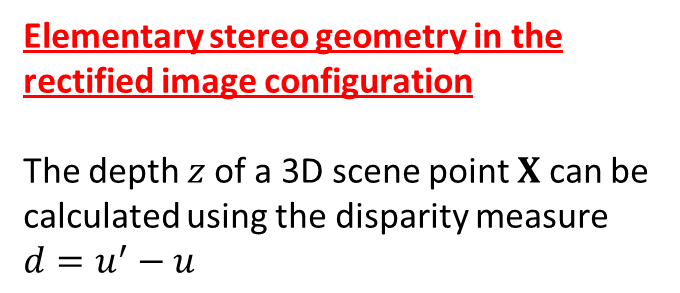 Elementary stereo geometry in the
rectified image configuration
The depth z of a 3D scene point X can be
calculated using the disparity measure
d = u′ − u